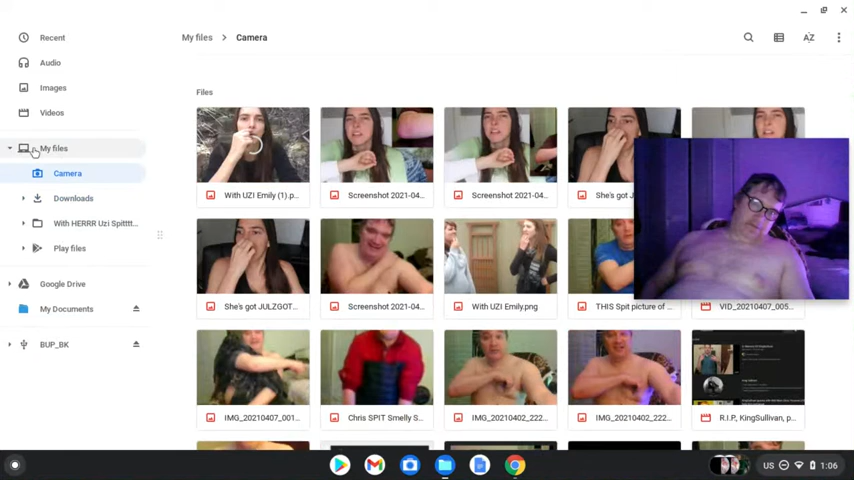 Recent
Audio
Images
Videos
My files
Camera
Downloads
With HERRR Uzi Spitttt...
Play files
Google Drive
My Documents
BUP_BK
My files > Camera
AZ
Files
With UZI Emily (1).p...
Screenshot 2021-04...
Screenshot 2021-04...
She's got J
She's got JULZGOT...
Screenshot 2021-04...
With UZI Emily.png
THIS Spit picture of ...
VID_20210407_005...
IMG_20210407_001...
Chris SPIT Smelly S...
IMG_20210402_222...
IMG_20210402_222...
R.I.P., KingSullivan, p...
US
1:06